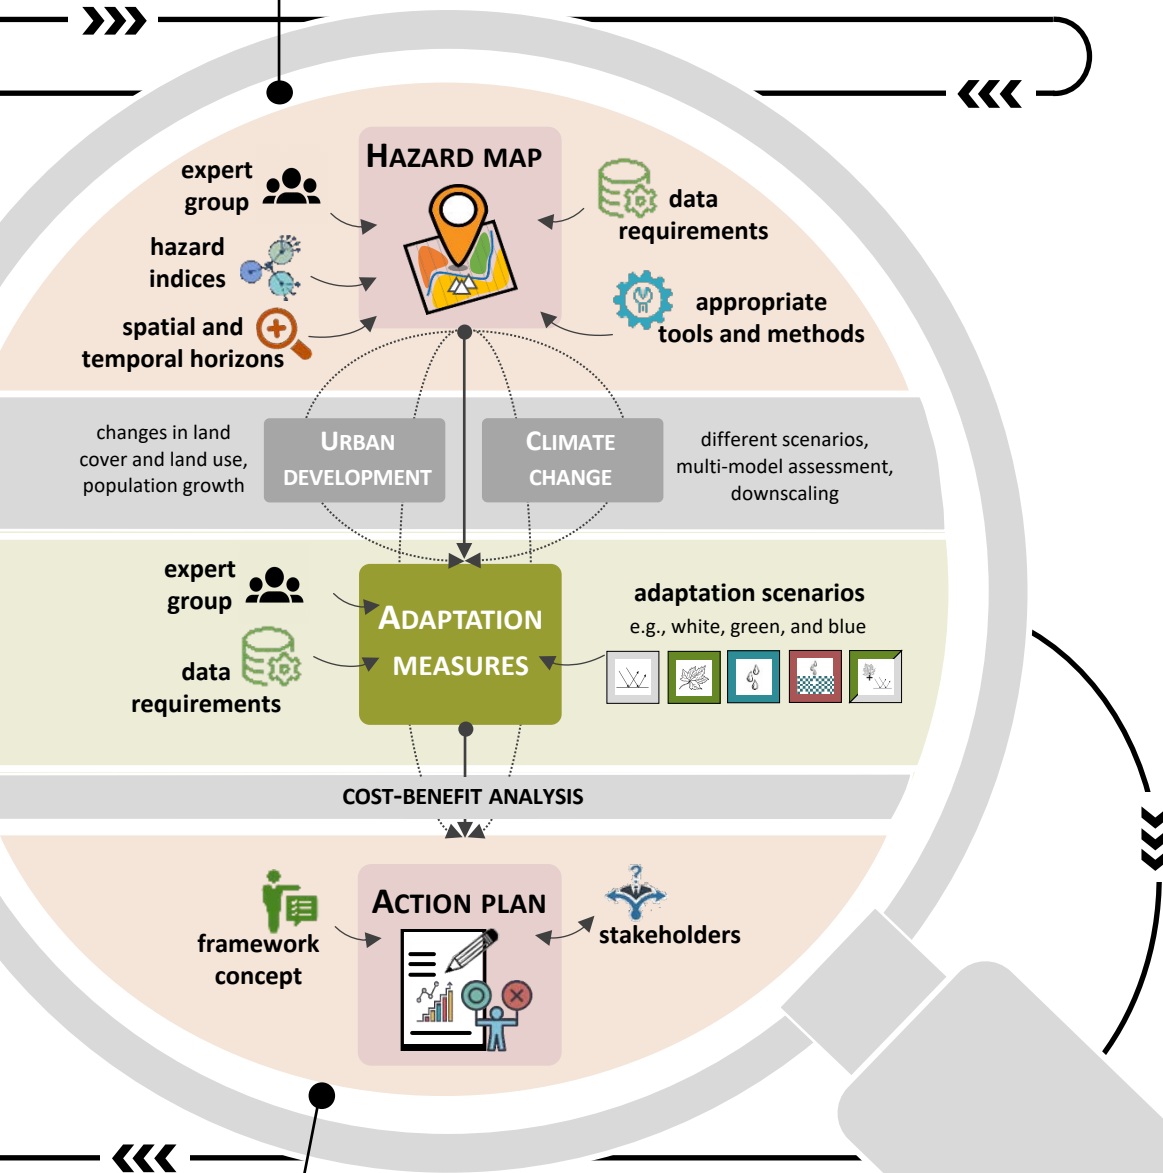 HAZARD MAP
expert
group
data
requirements
hazard
indices
appropriate
tools and methods
spatial and
temporal horizons
changes in land
cover and land use,
population growth
URBAN
DEVELOPMENT
CLIMATE
CHANGE
different scenarios,
multi-model assessment,
downscaling
expert
group
ADAPTATION
MEASURES
adaptation scenarios
e.g., white, green, and blue
data
requirements
COST-BENEFIT ANALYSIS
ACTION PLAN
framework
concept
?
stakeholders